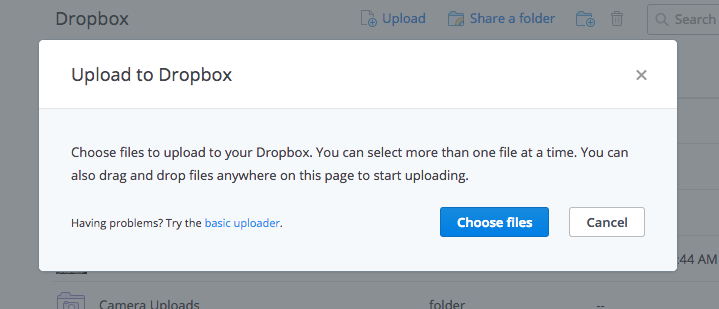 Dropbox
Upload
Share a folder
Search
Upload to Dropbox
Choose files to upload to your Dropbox. You can select more than one file at a time. You can
also drag and drop files anywhere on this page to start uploading.
Having problems? Try the basic uploader.
Choose files
Cancel
:44 AM
Camera Uploads
folder
--